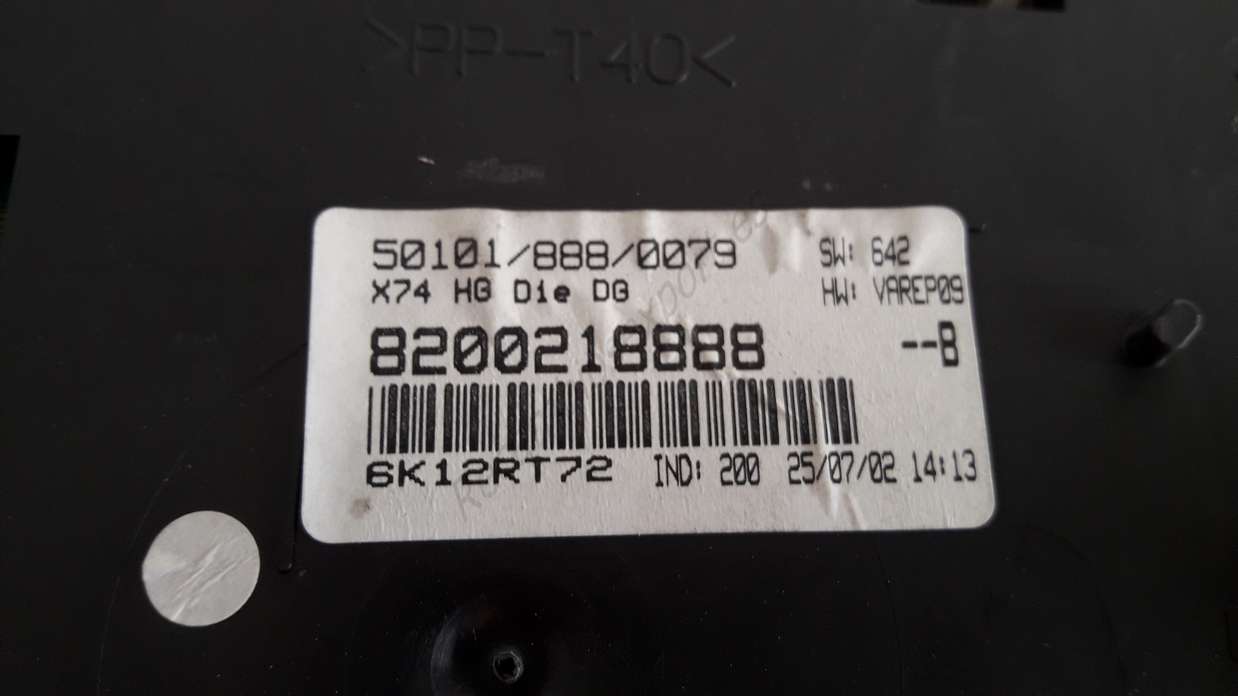 >PP-T40<
50101/888/0079 SW: 642
X74 HG Die DG HW: VAREP09
8200218888 --B
6K12RT72 IND: 200 25/07/02 14:13